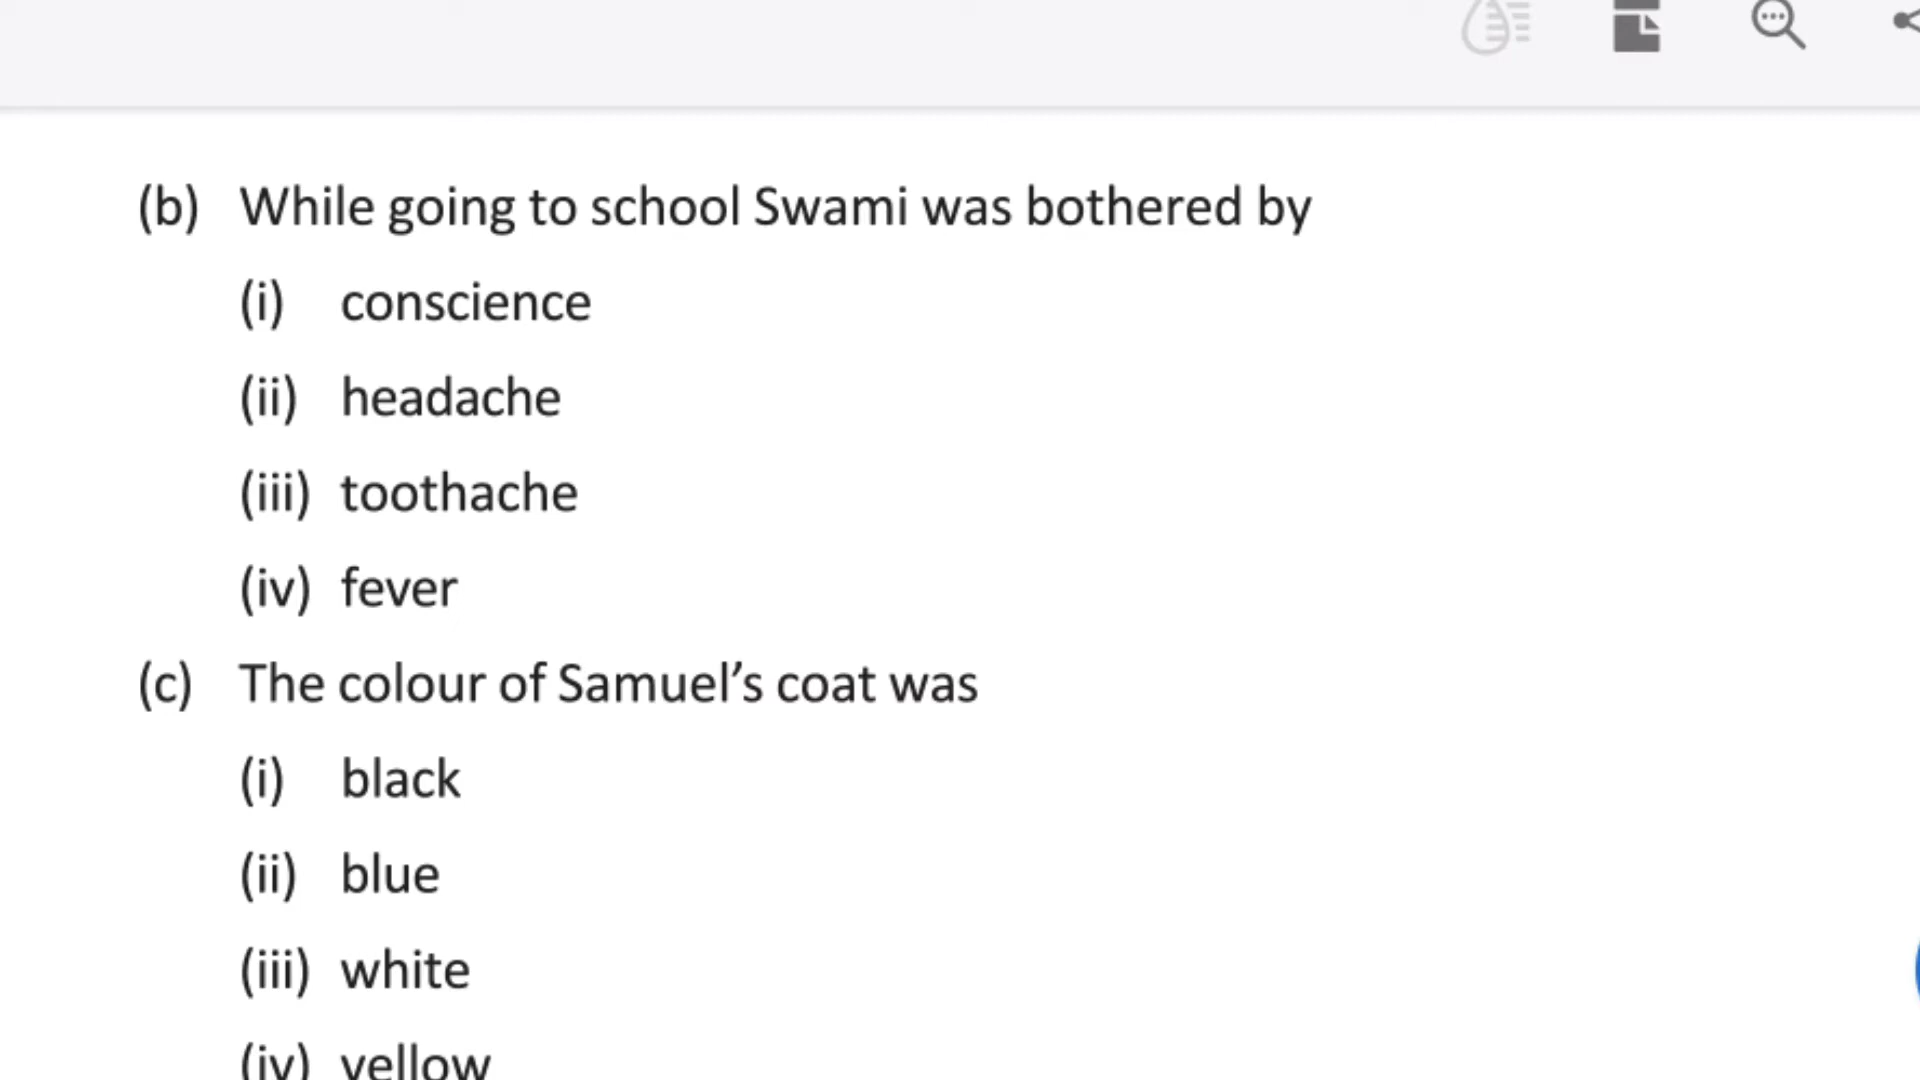 (b) While going to school Swami was bothered by
(i) conscience
(ii) headache
(iii) toothache
(iv) fever
(c) The colour of Samuel’s coat was
(i) black
(ii) blue
(iii) white
(iv) yellow